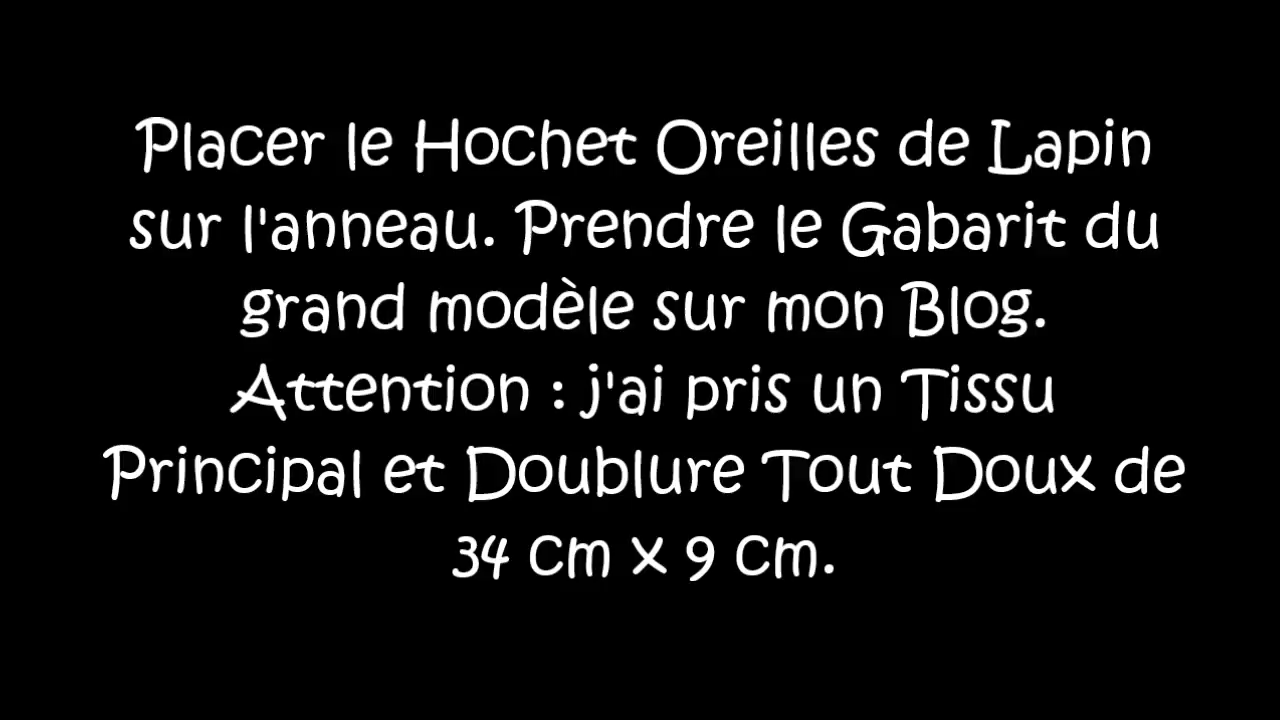 Placer le Hochet Oreilles de Lapin
sur l'anneau. Prendre le Gabarit du
grand modèle sur mon Blog.
Attention : j'ai pris un Tissu
Principal et Doublure Tout Doux de
34 cm x 9 cm.